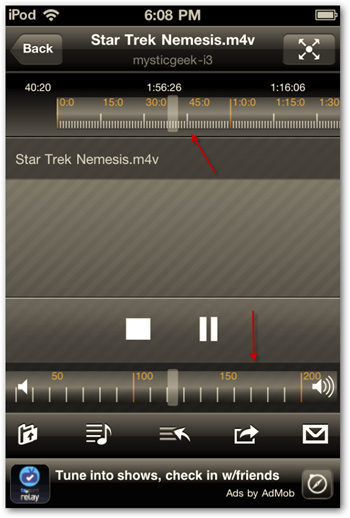 iPod 6:08 PM
Back Star Trek Nemesis.m4v
mysticgeek-i3
40:20 1:56:26 1:16:06
0:0 15:0 30:0 45:0 1:0:0 1:15:0 1:30
Star Trek Nemesis.m4v
50 100 150 200
relay Tune into shows, check in w/friends
Ads by AdMob